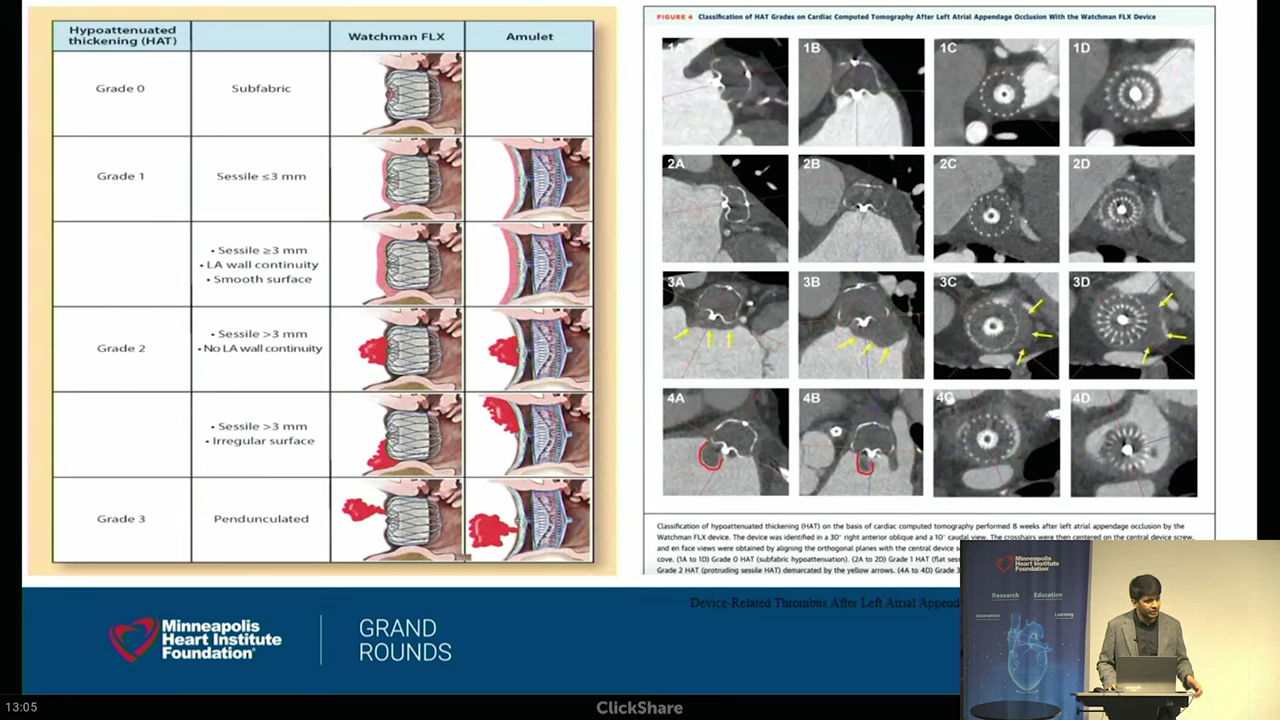 Hypoattenuated
thickening (HAT)
Watchman FLX
Amulet
Grade 0
Subfabric
Grade 1
Sessile ≤3 mm
• Sessile ≥3 mm
• LA wall continuity
• Smooth surface
Grade 2
• Sessile >3 mm
• No LA wall continuity
• Sessile >3 mm
• Irregular surface
Grade 3
Pendunculated
FIGURE 4 Classification of HAT Grades on Cardiac Computed Tomography After Left Atrial Appendage Occlusion With the Watchman FLX Device
1A
1B
1C
1D
2A
2B
2C
2D
3A
3B
3C
3D
4A
4B
4C
4D
Classification of hypoattenuated thickening (HAT) on the basis of cardiac computed tomography performed 8 weeks after left atrial appendage occlusion by the
Watchman FLX device. The device was identified in a 30° right anterior oblique and a 10° caudal view. The crosshairs were then centered on the central device screw,
and en face views were obtained by aligning the orthogonal planes with the central device s
cove. (1A to 1D) Grade 0 HAT (subfabric hypoattenuation). (2A to 2D) Grade 1 HAT (flat ses
Grade 2 HAT (protruding sessile HAT) demarcated by the yellow arrows. (4A to 4D) Grade 3
Device-Related Thrombus After Left Atrial Append
Minneapolis
Heart Institute
Foundation®
GRAND
ROUNDS
Minneapolis
Heart Institute
Foundation
Research
Education
Innovation
Learning
13:05
ClickShare